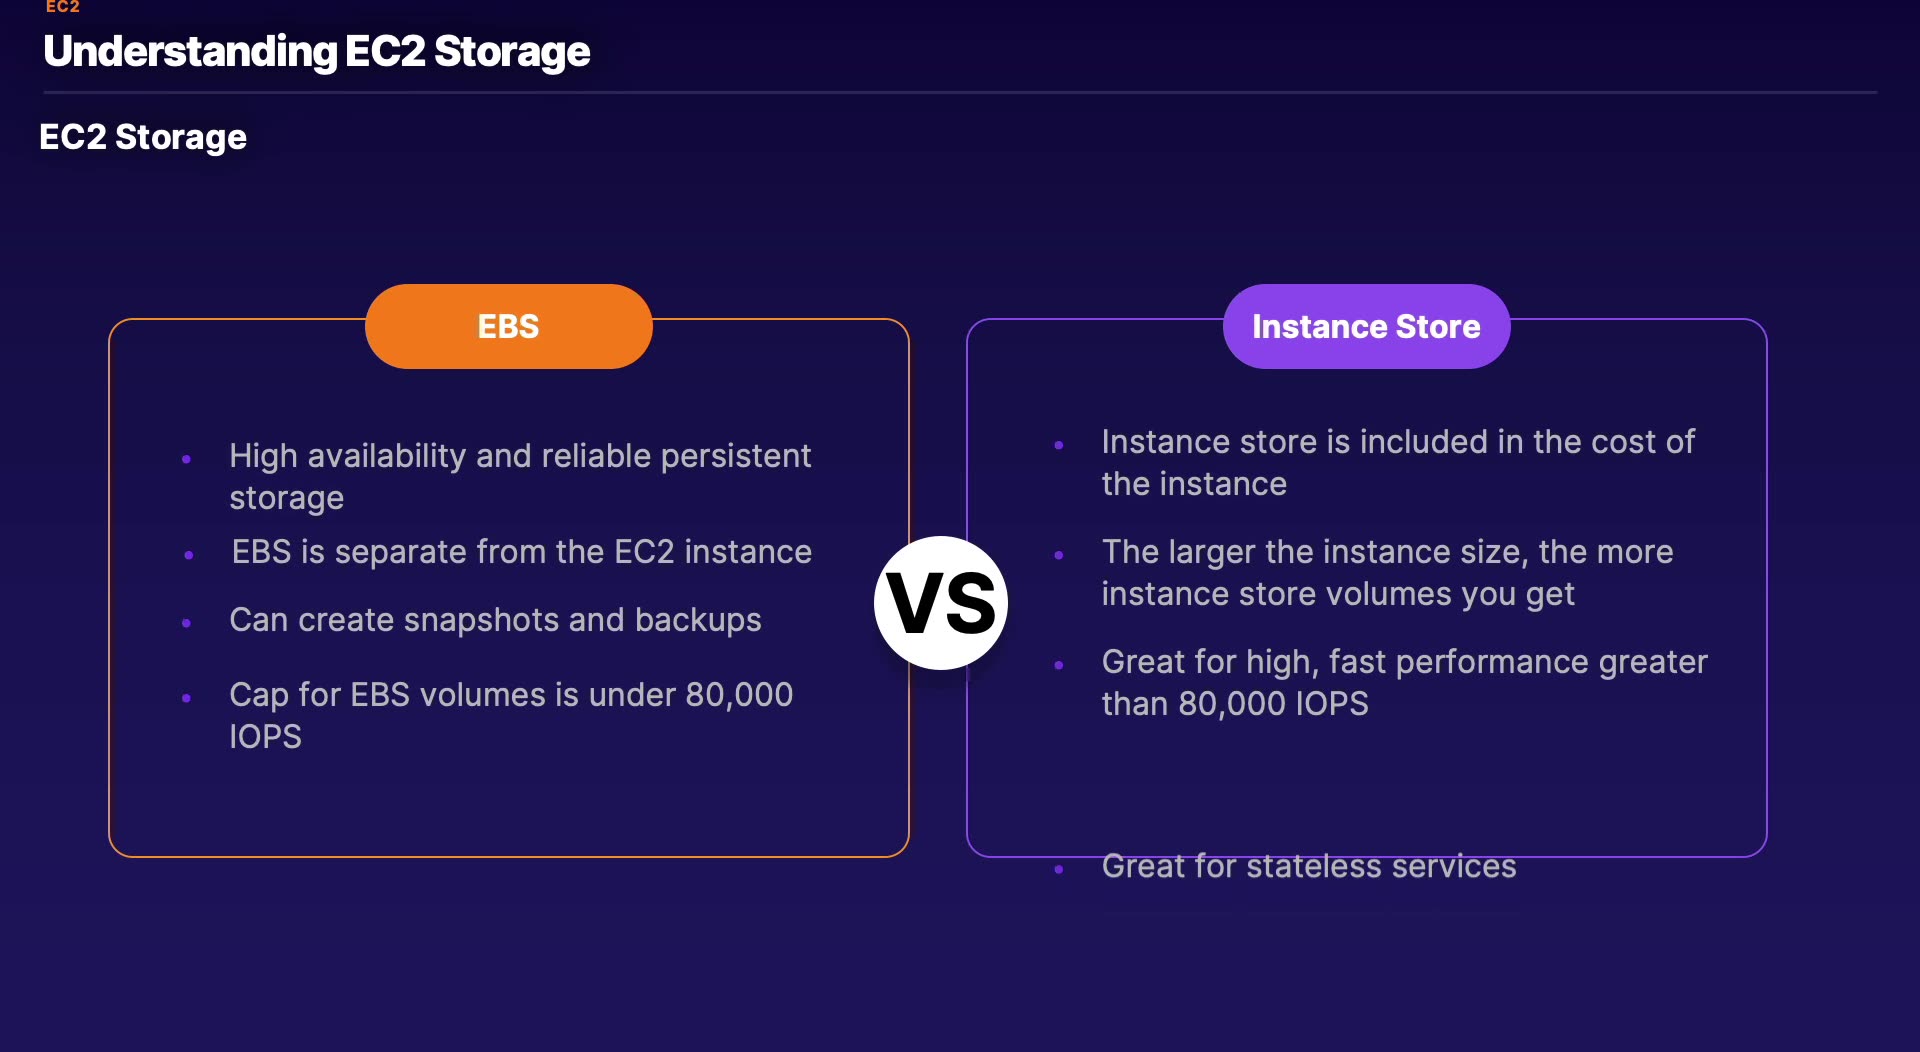 EC2
Understanding EC2 Storage
EC2 Storage
EBS
High availability and reliable persistent
storage
EBS is separate from the EC2 instance
Can create snapshots and backups
Cap for EBS volumes is under 80,000
IOPS
VS
Instance Store
Instance store is included in the cost of
the instance
The larger the instance size, the more
instance store volumes you get
Great for high, fast performance greater
than 80,000 IOPS
Great for stateless services